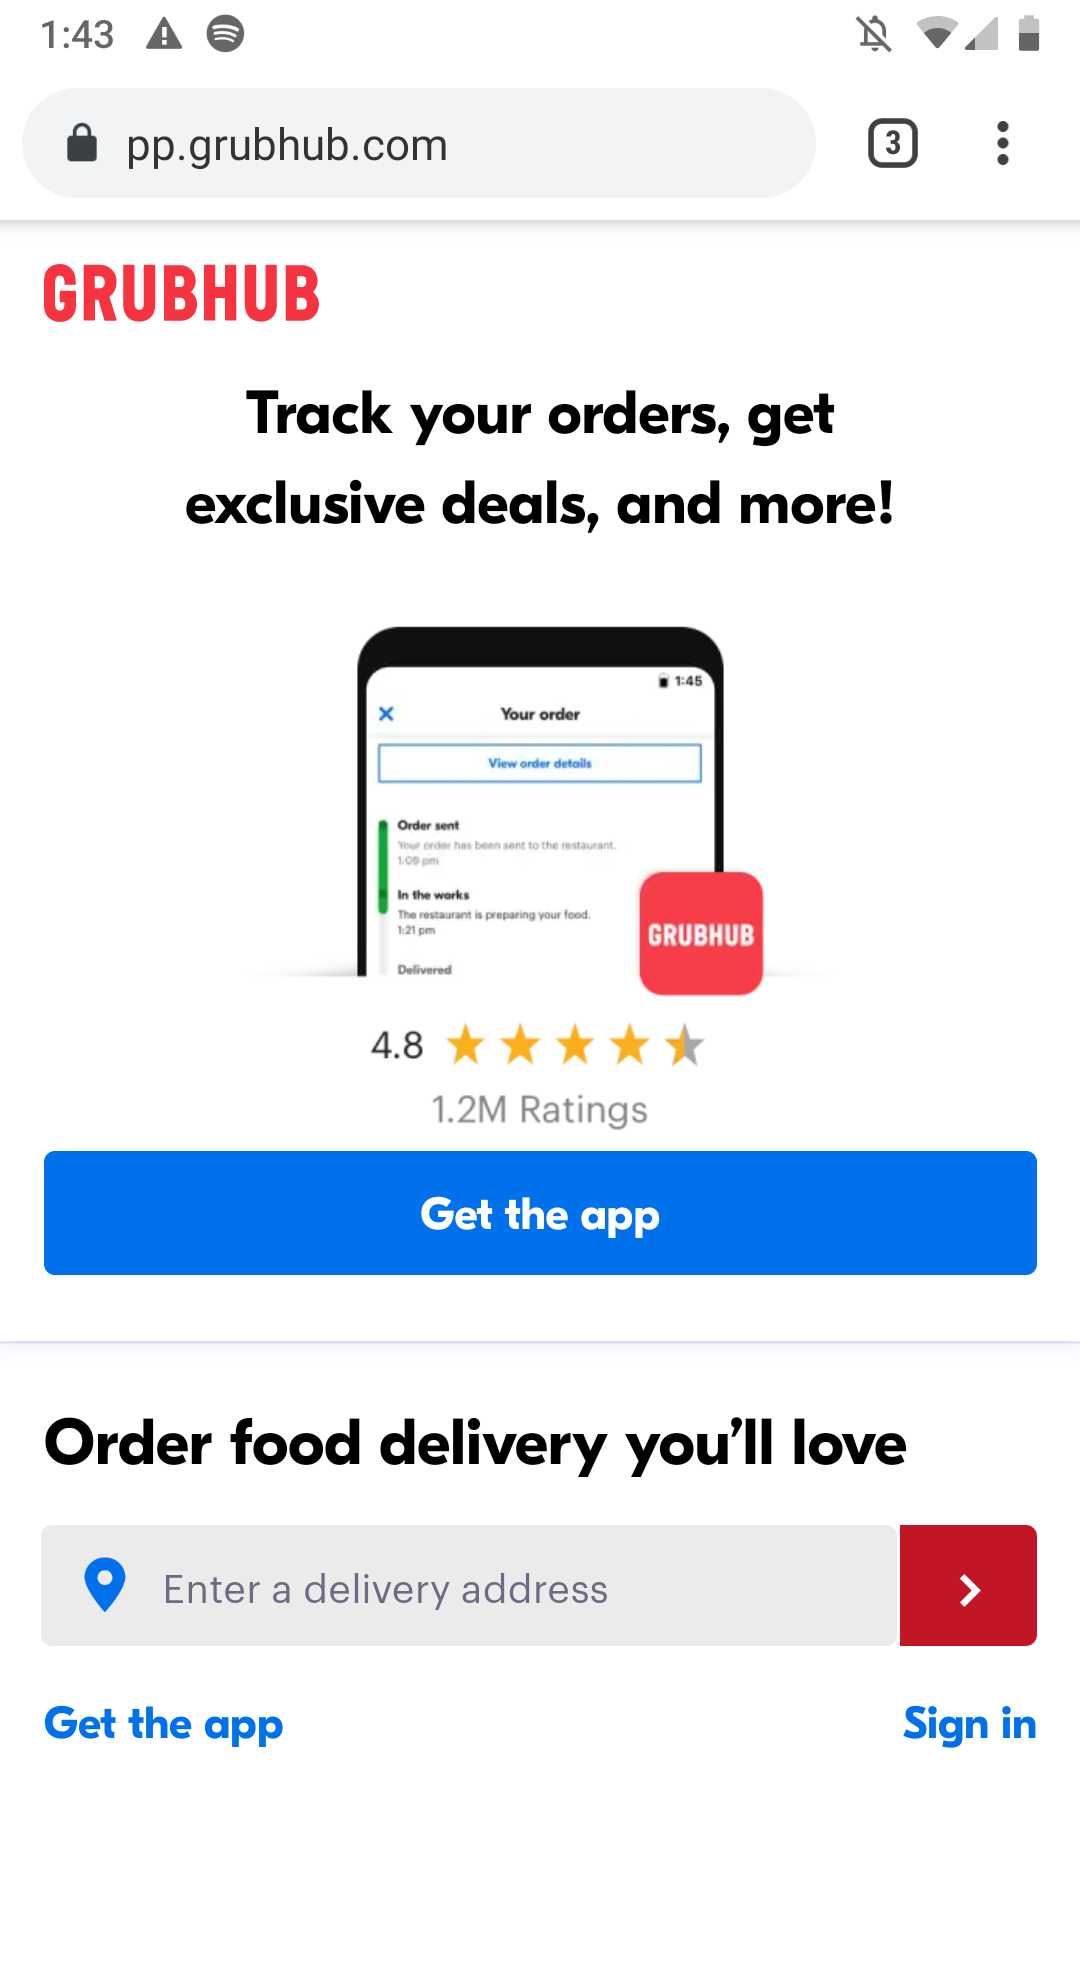 1:43
pp.grubhub.com
3
GRUBHUB
Track your orders, get
exclusive deals, and more!
1:45
Your order
View order details
Order sent
Your order has been sent to the restaurant.
1:09 pm
In the works
The restaurant is preparing your food.
1:21 pm
Delivered
GRUBHUB
4.8
1.2M Ratings
Get the app
Order food delivery you’ll love
Enter a delivery address
Get the app
Sign in